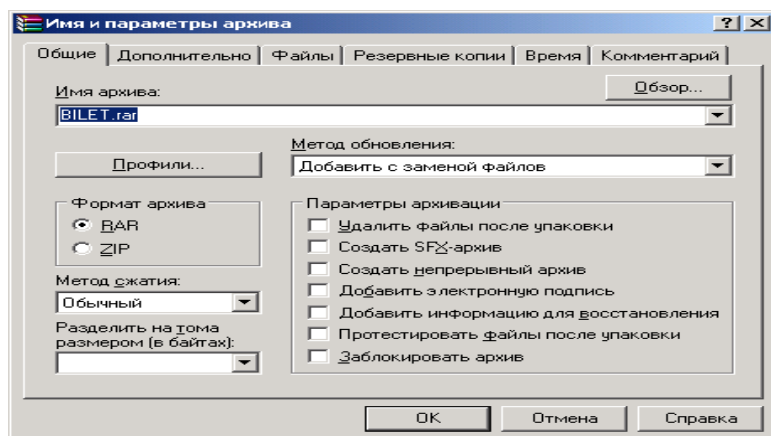 Имя и параметры архива
Общие Дополнительно Файлы Резервные копии Время Комментарий
Имя архива:
Обзор...
BILET.rar
Метод обновления:
Профили...
Добавить с заменой файлов
Формат архива
RAR
ZIP
Метод сжатия:
Обычный
Разделить на тома
размером (в байтах):
Параметры архивации
Удалить файлы после упаковки
Создать SFX-архив
Создать непрерывный архив
Добавить электронную подпись
Добавить информацию для восстановления
Протестировать файлы после упаковки
Заблокировать архив
OK Отмена Справка